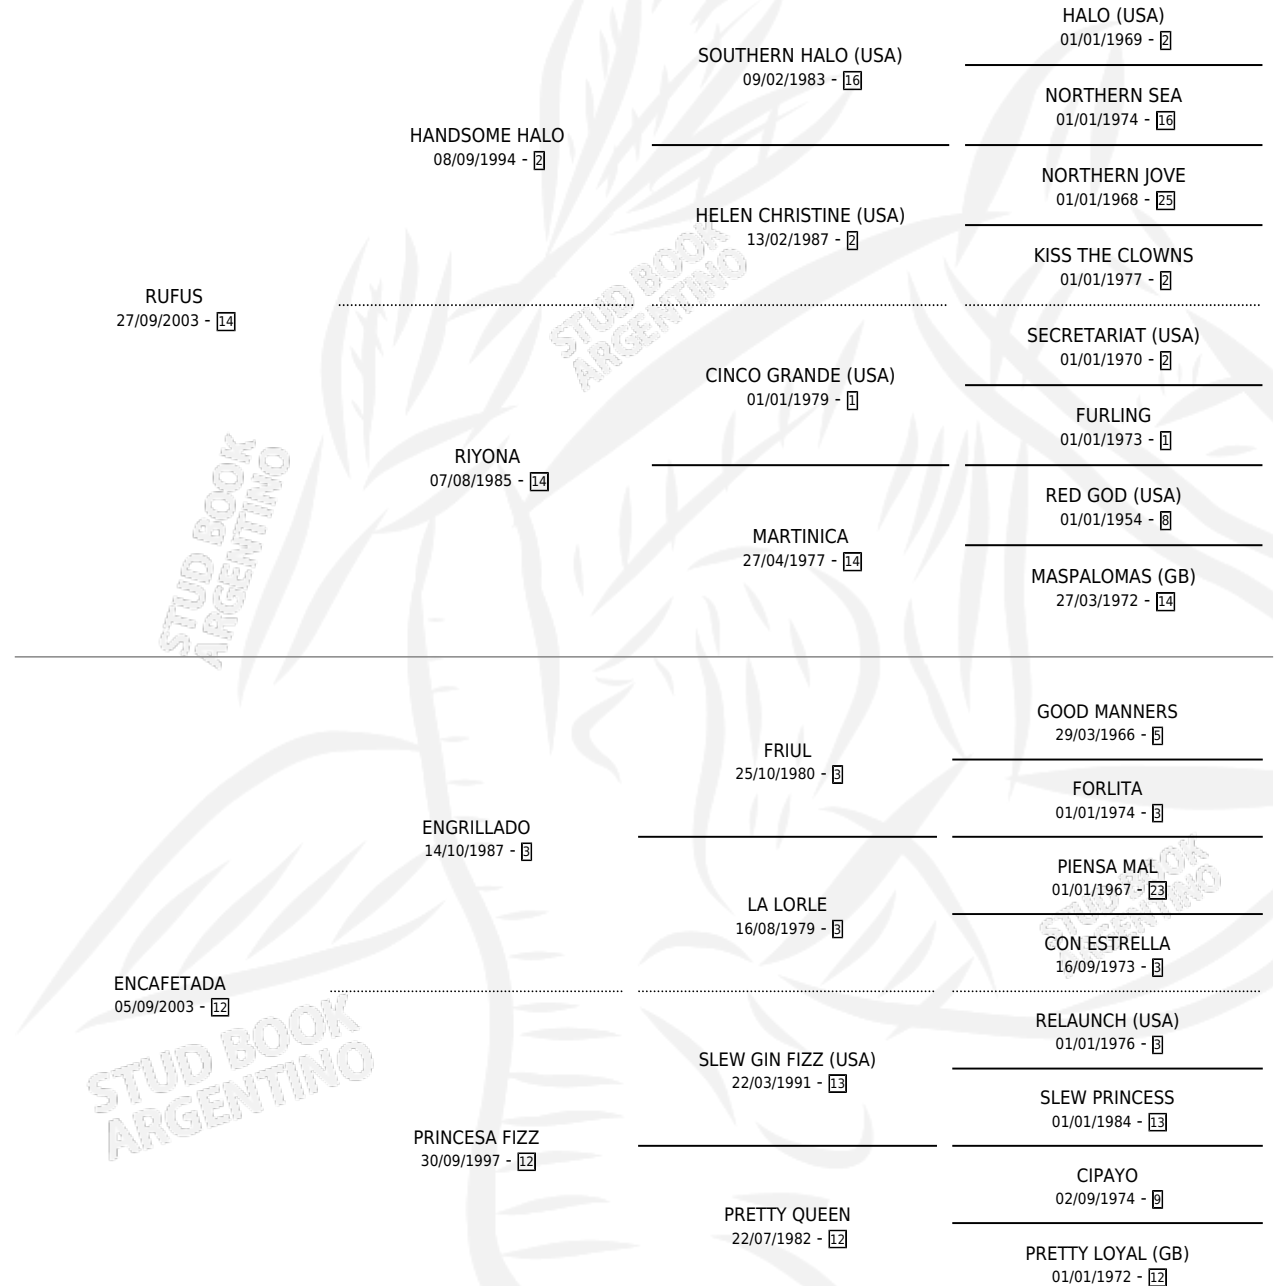 HALO (USA)
01/01/1969 - 2
SOUTHERN HALO (USA)
09/02/1983 - 16
NORTHERN SEA
01/01/1974 - 16
HANDSOME HALO
08/09/1994 - 2
NORTHERN JOVE
01/01/1968 - 25
HELEN CHRISTINE (USA)
13/02/1987 - 2
KISS THE CLOWNS
01/01/1977 - 2
RUFUS
27/09/2003 - 14
SECRETARIAT (USA)
01/01/1970 - 2
CINCO GRANDE (USA)
01/01/1979 - 1
FURLING
01/01/1973 - 1
RIYONA
07/08/1985 - 14
RED GOD (USA)
01/01/1954 - 8
MARTINICA
27/04/1977 - 14
MASPALOMAS (GB)
27/03/1972 - 14
STUD BOOK
ARGENTINO
STUD BOOK
ARGENTINO
GOOD MANNERS
29/03/1966 - 5
FRIUL
25/10/1980 - 3
FORLITA
01/01/1974 - 3
ENGRILLADO
14/10/1987 - 3
PIENSA MAL
01/01/1967 - 23
LA LORLE
16/08/1979 - 3
CON ESTRELLA
16/09/1973 - 3
STUD BOOK
ARGENTINO
ENCAFETADA
05/09/2003 - 12
RELAUNCH (USA)
01/01/1976 - 3
SLEW GIN FIZZ (USA)
22/03/1991 - 13
SLEW PRINCESS
01/01/1984 - 13
STUD BOOK
ARGENTINO
PRINCESA FIZZ
30/09/1997 - 12
CIPAYO
02/09/1974 - 9
PRETTY QUEEN
22/07/1982 - 12
PRETTY LOYAL (GB)
01/01/1972 - 12